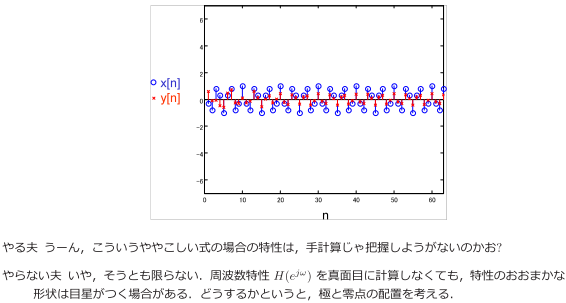 6
4
2
0
-2
-4
-6
x[n]
y[n]
0 10 20 30 40 50 60
n
やる夫 うーん，こういうややこしい式の場合の特性は，手計算じゃ把握しようがないのかお?
やらない夫 いや，そうとも限らない．周波数特性 H(e^{jω}) を真面目に計算しなくても，特性のおおまかな
形状は目星がつく場合がある．どうするかというと，極と零点の配置を考える．